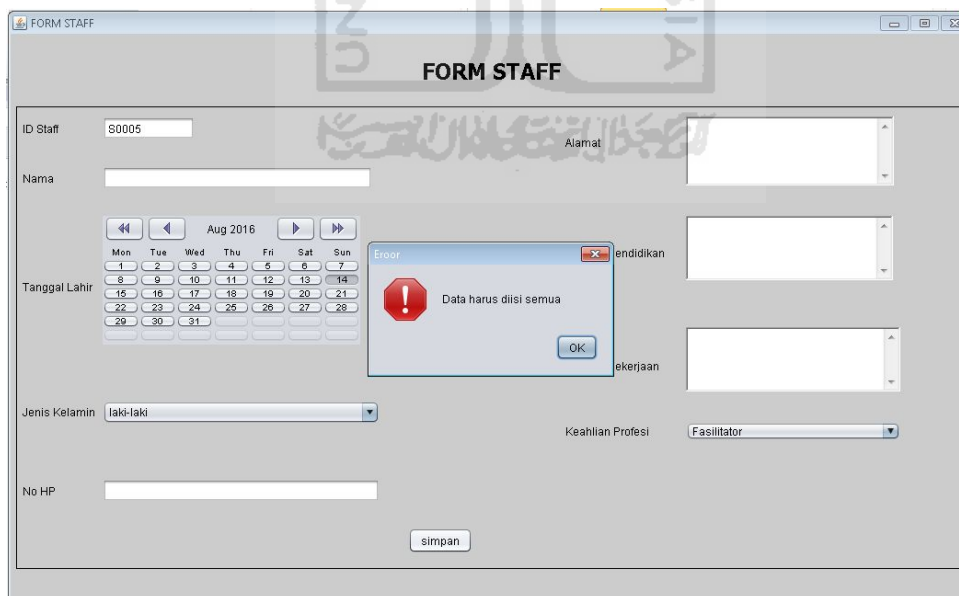 FORM STAFF
FORM STAFF
ID Staff S0005
Alamat
Nama
Aug 2016
Mon Tue Wed Thu Fri Sat Sun
1 2 3 4 5 6 7
8 9 10 11 12 13 14
15 16 17 18 19 20 21
22 23 24 25 26 27 28
29 30 31
Tanggal Lahir
Eroor
Data harus diisi semua
OK
endidikan
ekerjaan
Jenis Kelamin laki-laki
Keahlian Profesi Fasilitator
No HP
simpan